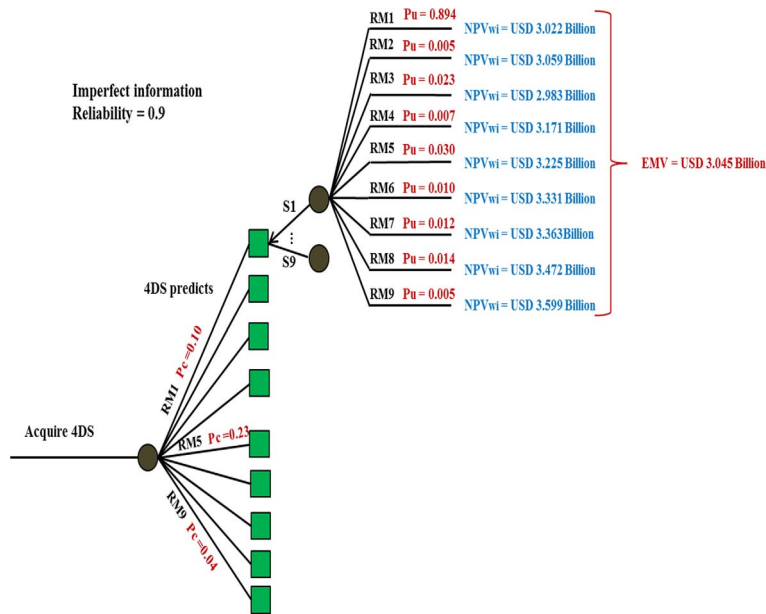 RM1 Pu = 0.894
NPVwi = USD 3.022 Billion
RM2 Pu = 0.005
NPVwi = USD 3.059 Billion
Imperfect information
Reliability = 0.9
RM3 Pu = 0.023
NPVwi = USD 2.983 Billion
RM4 Pu = 0.007
NPVwi = USD 3.171 Billion
RM5 Pu = 0.030
NPVwi = USD 3.225 Billion
EMV = USD 3.045 Billion
RM6 Pu = 0.010
NPVwi = USD 3.331 Billion
S1
RM7 Pu = 0.012
NPVwi = USD 3.363Billion
⋮
S9
RM8 Pu = 0.014
NPVwi = USD 3.472 Billion
RM9 Pu = 0.005
NPVwi = USD 3.599 Billion
4DS predicts
RM1 Pc =0.10
Acquire 4DS
RM5 Pc =0.23
RM9 Pc =0.04